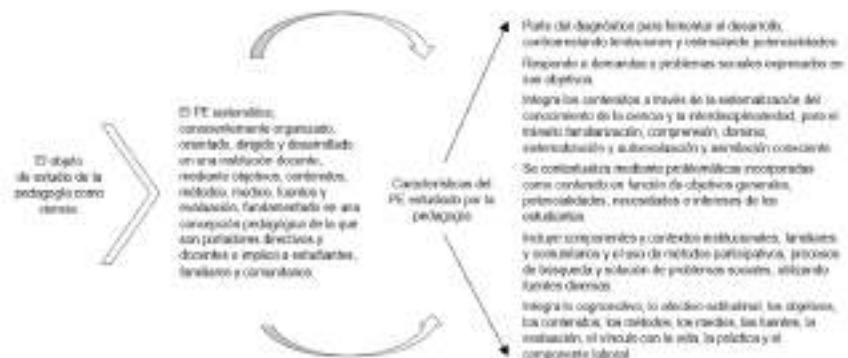 El objeto
de estudio de la
pedagogía como
ciencia
El PE sistemático,
conscientemente organizado,
orientado, dirigido y desarrollado
en una institución docente,
mediante objetivos, contenidos,
métodos, medios, fuentes y
evaluación, fundamentado en una
concepción pedagógica de la que
son portadores directivos y
docentes e implica a estudiantes,
familiares y comunitarios
Características del
PE estudiado por la
pedagogía
Parte del diagnóstico para fomentar el desarrollo,
contrarrestando limitaciones y estimulando potencialidades
Responde a demandas o problemas sociales expresados en
sus objetivos
Integra los contenidos a través de la sistematización del
conocimiento de la ciencia y la interdisciplinariedad, para el
tránsito familiarización, comprensión, dominio,
sistematización y autoevaluación y asimilación consciente
Se contextualiza mediante problemáticas incorporadas
como contenido en función de objetivos generales,
potencialidades, necesidades e intereses de los
estudiantes
Incluye componentes y contextos institucionales, familiares
y comunitarios y el uso de métodos participativos, procesos
de búsqueda y solución de problemas sociales, utilizando
fuentes diversas
Integra lo cognoscitivo, lo afectivo-actitudinal, los objetivos,
los contenidos, los métodos, los medios, las fuentes, la
evaluación, el vínculo con la vida, la práctica y el
componente laboral